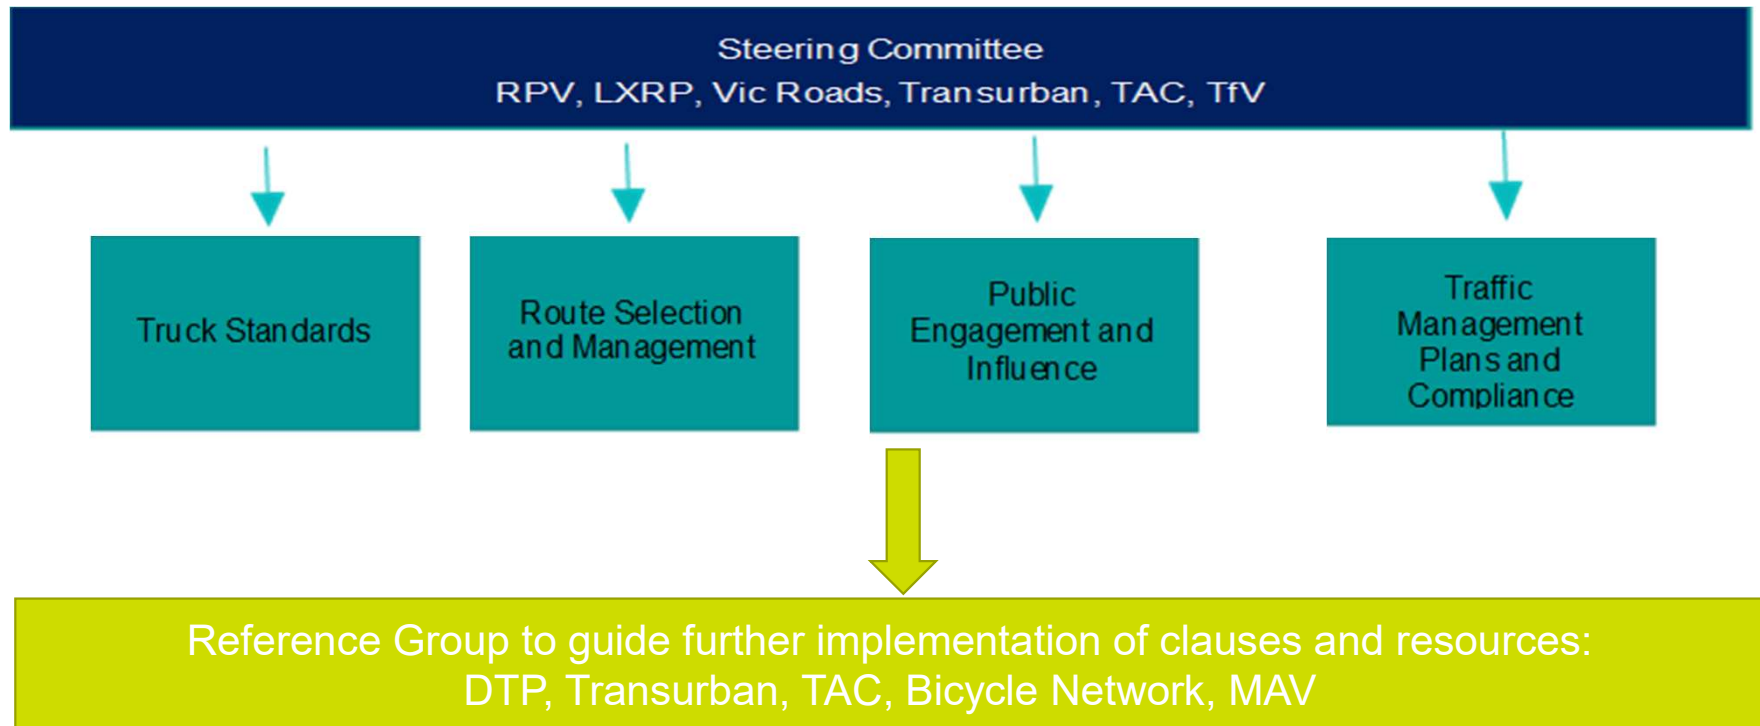 Steering Committee
RPV, LXRP, Vic Roads, Transurban, TAC, TfV
Truck Standards
Route Selection
and Management
Public
Engagement and
Influence
Traffic
Management
Plans and
Compliance
Reference Group to guide further implementation of clauses and resources:
DTP, Transurban, TAC, Bicycle Network, MAV